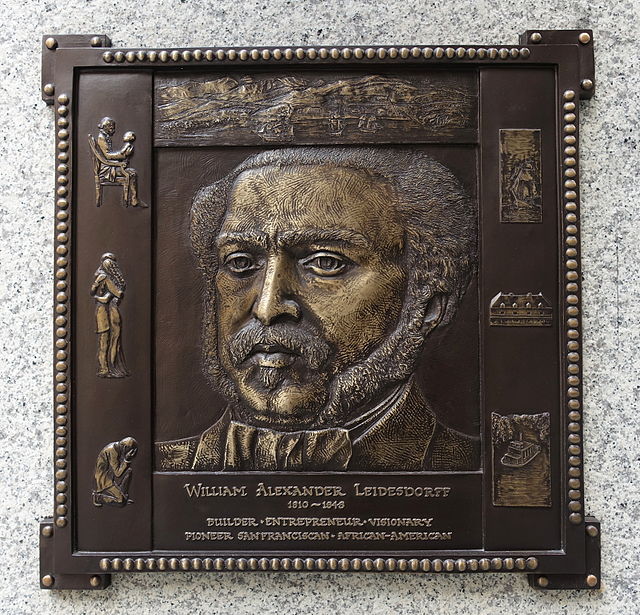 WILLIAM ALEXANDER LEIDESDORFF
1810 ~ 1848
BUILDER • ENTREPRENEUR • VISIONARY
PIONEER SAN FRANCISCAN • AFRICAN-AMERICAN